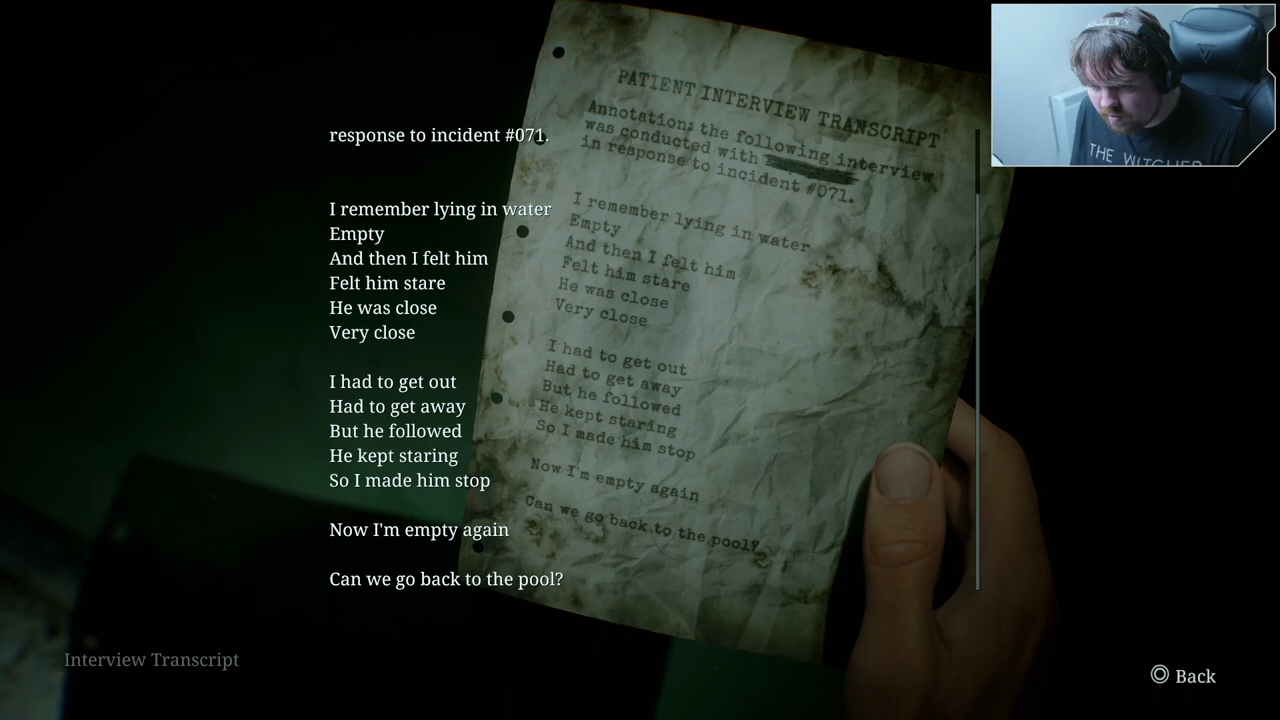 PATIENT INTERVIEW TRANSCRIPT
Annotation: the following interview
was conducted with
in response to incident #071.
I remember lying in water
Empty
And then I felt him
Felt him stare
He was close
Very close
I had to get out
Had to get away
But he followed
He kept staring
So I made him stop
Now I'm empty again
Can we go back to the pool?
response to incident #071.
I remember lying in water
Empty
And then I felt him
Felt him stare
He was close
Very close
I had to get out
Had to get away
But he followed
He kept staring
So I made him stop
Now I'm empty again
Can we go back to the pool?
THE WITCHER
Interview Transcript
Back